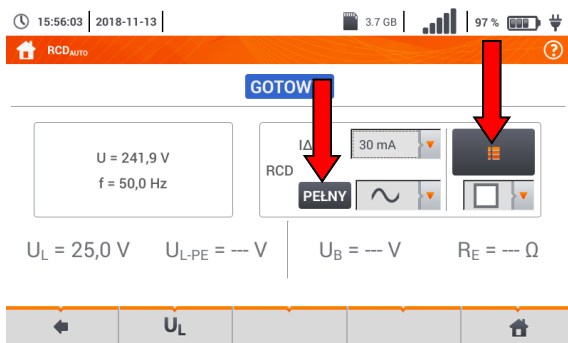 15:56:03 2018-11-13 3.7 GB 97 %
RCDAUTO ?
GOTOW
U = 241,9 V
f = 50,0 Hz
IΔ 30 mA
RCD
PEŁNY
UL = 25,0 V UL-PE = --- V UB = --- V RE = --- Ω
UL